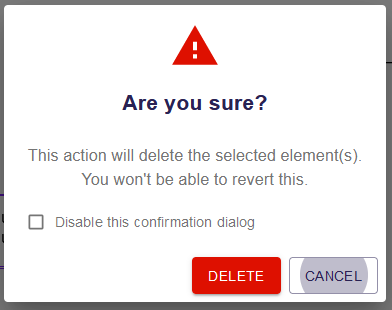 Are you sure?
This action will delete the selected element(s).
You won't be able to revert this.
Disable this confirmation dialog
DELETE CANCEL